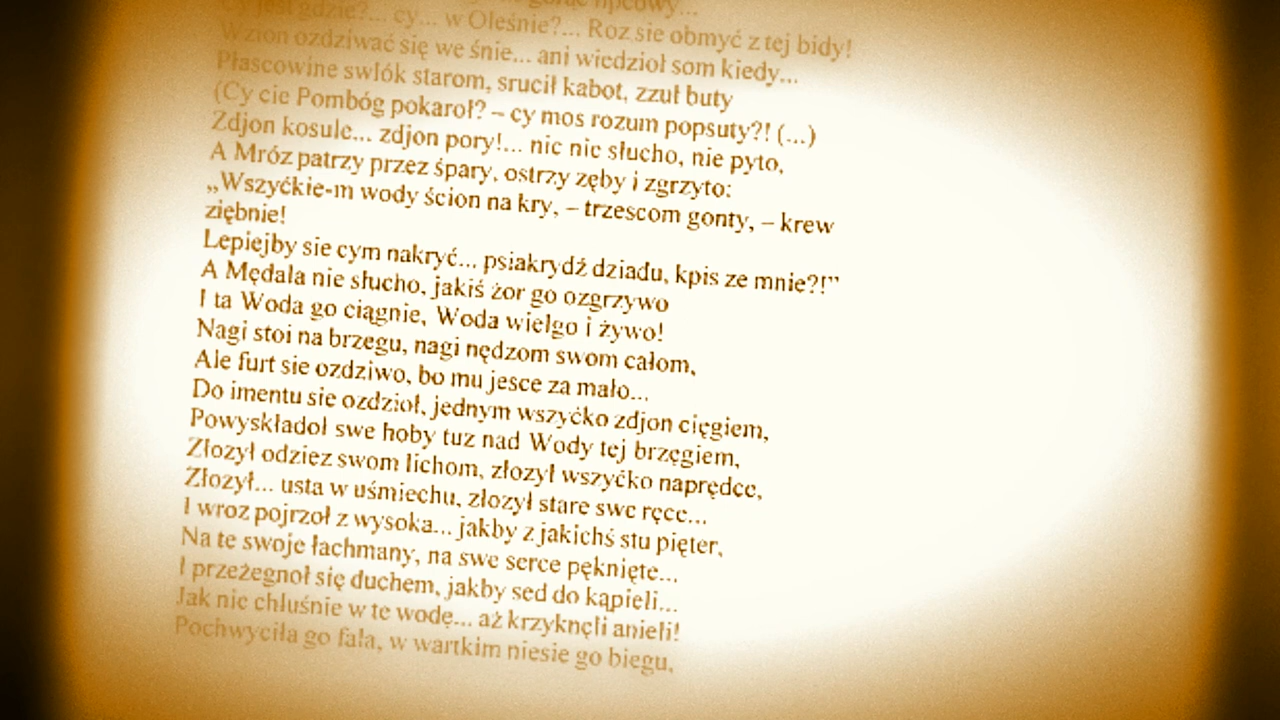 lipcowy...
Cy jest gdzie?... cy... w Oleśnie?... Roz sie obmyć z tej bidy!
Wzion ozdziwać się we śnie... ani wiedzioł som kiedy...
Płascowine swlók starom, srucił kabot, zzuł buty
(Cy cie Pombóg pokaroł? – cy mos rozum popsuty?! (...)
Zdjon kosule... zdjon pory!... nic nic słucho, nie pyto,
A Mróz patrzy przez śpary, ostrzy zęby i zgrzyto:
„Wszyćkie-m wody ścion na kry, – trzescom gonty, – krew
ziębnie!
Lepiejby sie cym nakryć... psiakrydź dziadu, kpis ze mnie?!”
A Mędala nie słucho, jakiś żor go ozgrzywo
I ta Woda go ciągnie, Woda wielgo i żywo!
Nagi stoi na brzegu, nagi nędzom swom całom,
Ale furt sie ozdziwo, bo mu jesce za mało...
Do imentu sie ozdzioł, jednym wszyćko zdjon cięgiem,
Powyskładoł swe hoby tuz nad Wody tej brzęgiem,
Złozył odziez swom lichom, złozył wszyćko naprędce,
Złozył... usta w uśmiechu, złozył stare swe ręce...
I wroz pojrzoł z wysoka... jakby z jakichś stu pięter,
Na te swoje łachmany, na swe serce pęknięte...
I przeżegnoł się duchem, jakby sed do kąpieli...
Jak nie chluśnie w te wodę... aż krzyknęli anieli!
Pochwyciła go fala, w wartkim niesie go biegu,